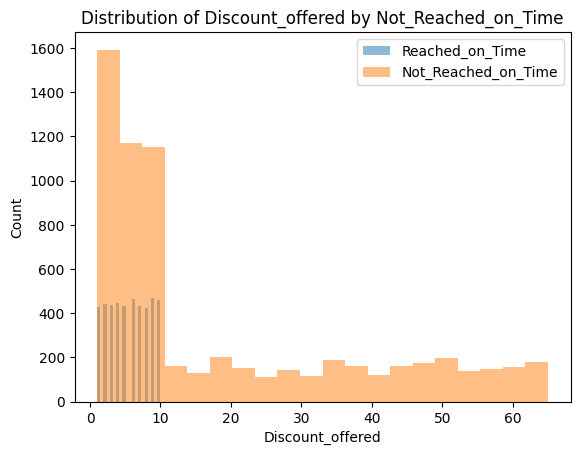 Distribution of Discount_offered by Not_Reached_on_Time
Reached_on_Time
Not_Reached_on_Time
Count
1600
1400
1200
1000
800
600
400
200
0
0 10 20 30 40 50 60
Discount_offered